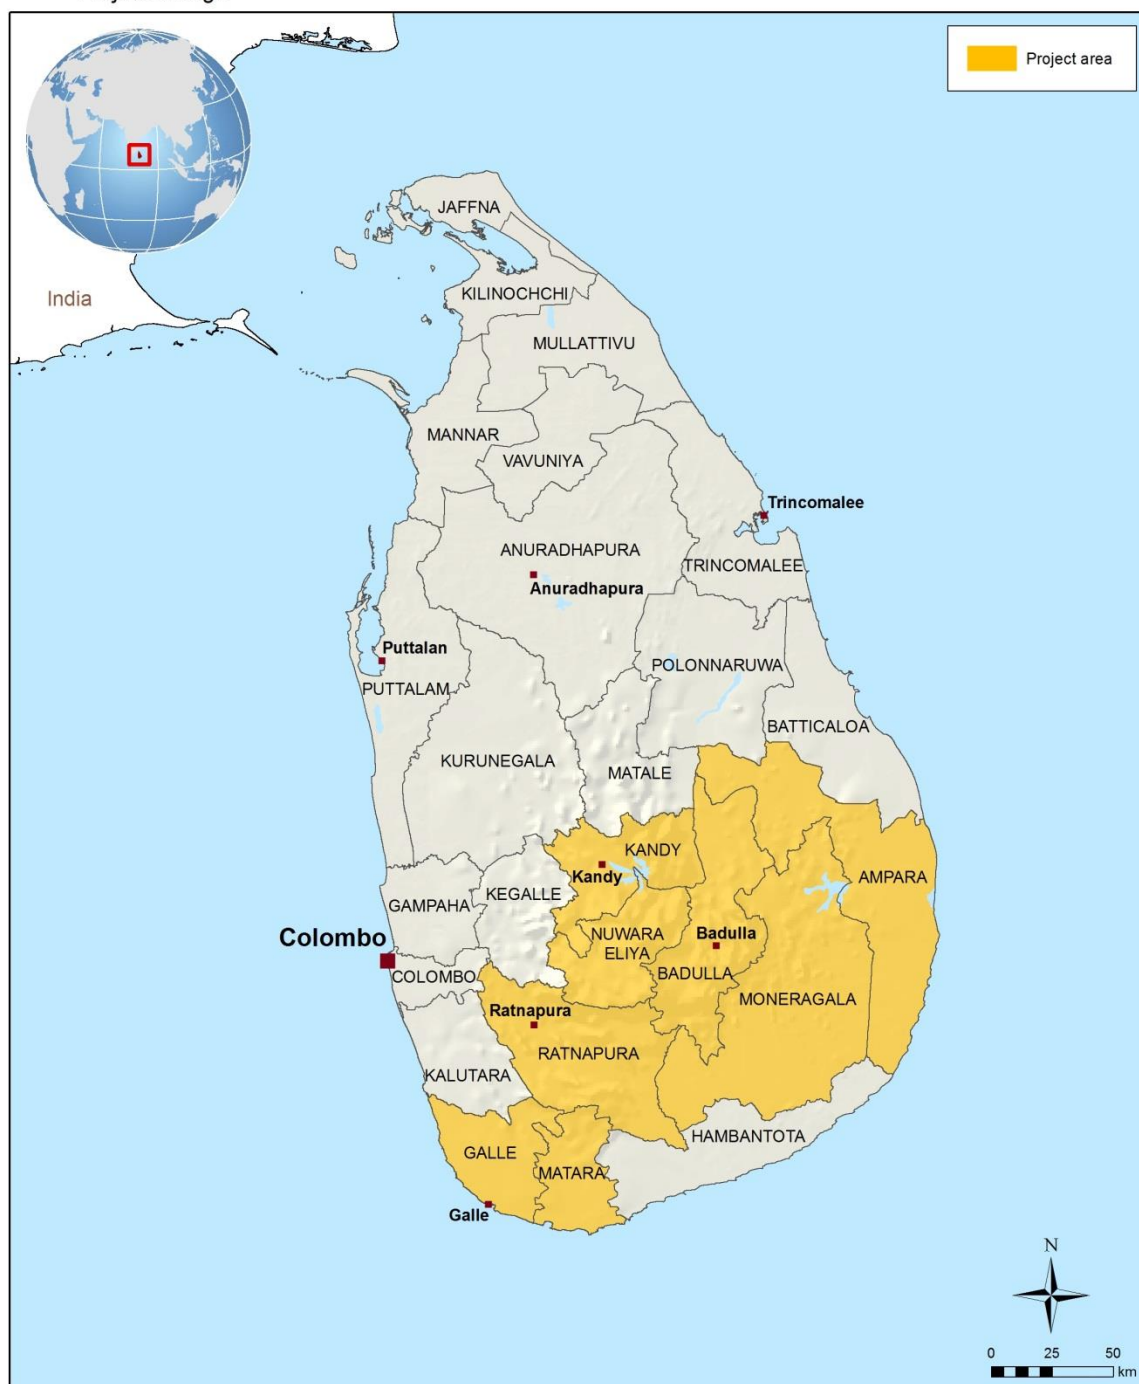 Project area
India
JAFFNA
KILINOCHCHI
MULLATTIVU
MANNAR
VAVUNIYA
Trincomalee
ANURADHAPURA
TRINCOMALEE
Anuradhapura
Puttalan
POLONNARUWA
PUTTALAM
BATTICALOA
KURUNEGALA
MATALE
KANDY
Kandy
AMPARA
KEGALLE
GAMPAHA
NUWARA
ELIYA
Badulla
Colombo
COLOMBO
BADULLA
MONERAGALA
Ratnapura
RATNAPURA
KALUTARA
HAMBANTOTA
GALLE
MATARA
Galle
N
0 25 50
km